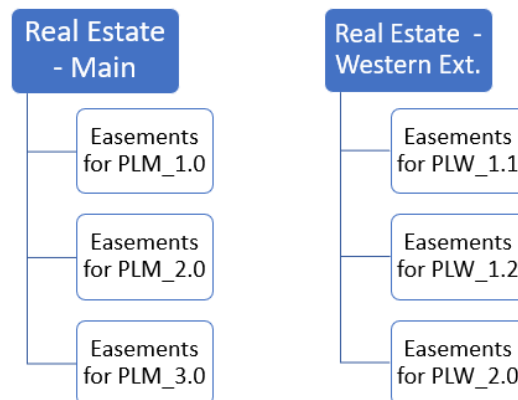 Real Estate
- Main
Easements
for PLM_1.0
Easements
for PLM_2.0
Easements
for PLM_3.0
Real Estate -
Western Ext.
Easements
for PLW_1.1
Easements
for PLW_1.2
Easements
for PLW_2.0